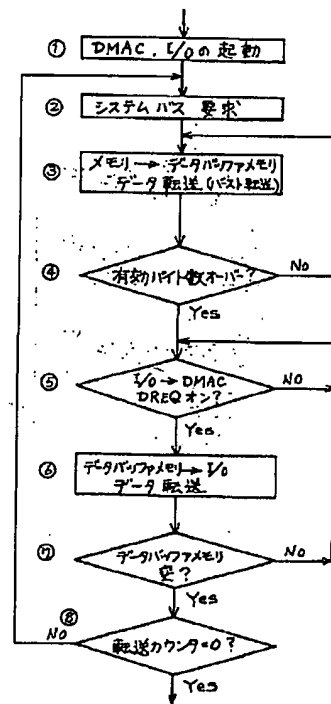 ① DMAC. I/Oの起動
② システムバス 要求
③ メモリ → データバッファメモリ
データ転送(バースト転送)
④ 有効バイト数オーバー? No
Yes
⑤ I/O → DMAC No
DREQオン?
Yes
⑥ データバッファメモリ→I/O
データ転送
⑦ データバッファメモリ No
空?
Yes
⑧
NO 転送カウンタ=0?
Yes